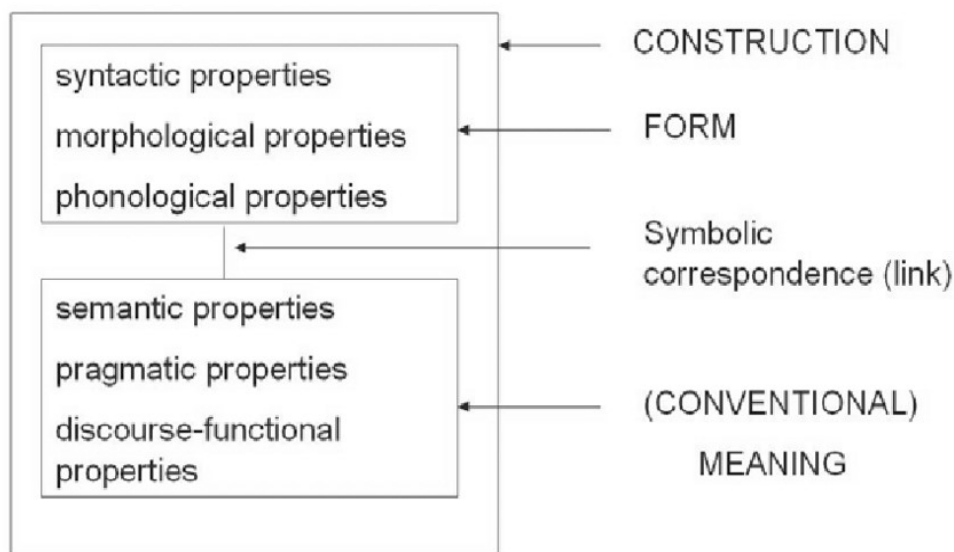 CONSTRUCTION
syntactic properties
morphological properties
phonological properties
FORM
Symbolic
correspondence (link)
semantic properties
pragmatic properties
discourse-functional
properties
(CONVENTIONAL)
MEANING